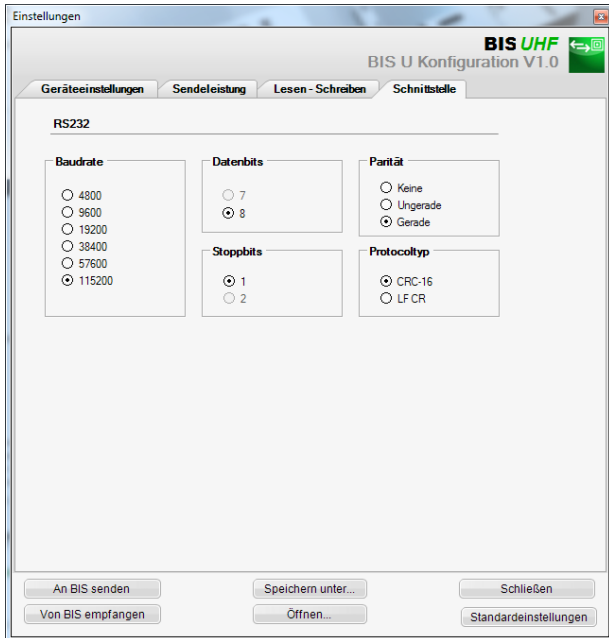 Einstellungen
BIS UHF
BIS U Konfiguration V1.0
Geräteeinstellungen Sendeleistung Lesen - Schreiben Schnittstelle
RS232
Baudrate
4800
9600
19200
38400
57600
115200
Datenbits
7
8
Parität
Keine
Ungerade
Gerade
Stoppbits
1
2
Protocoltyp
CRC-16
LF CR
An BIS senden Speichern unter... Schließen
Von BIS empfangen Öffnen... Standardeinstellungen